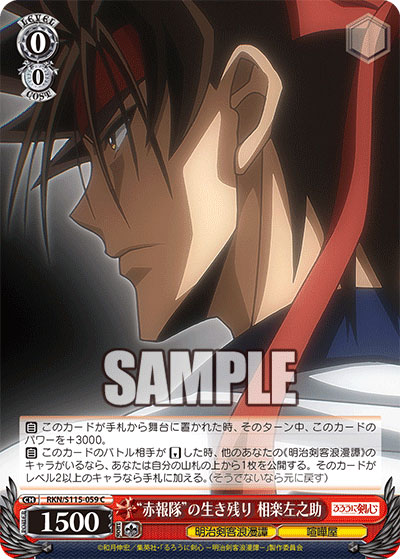 LEVEL
0
0
COST
SAMPLE
自 このカードが手札から舞台に置かれた時、そのターン中、このカードの
パワーを+3000。
自 このカードのバトル相手が した時、他のあなたの《明治剣客浪漫譚》の
キャラがいるなら、あなたは自分の山札の上から1枚を公開する。そのカードが
レベル2以上のキャラなら手札に加える。(そうでないなら元に戻す)
CH RKN/S115-059 C
1500
“赤報隊”の生き残り 相楽左之助
るろうに剣心
明治剣客浪漫譚
喧嘩屋
©和月伸宏/集英社・「るろうに剣心 -明治剣客浪漫譚-」製作委員会